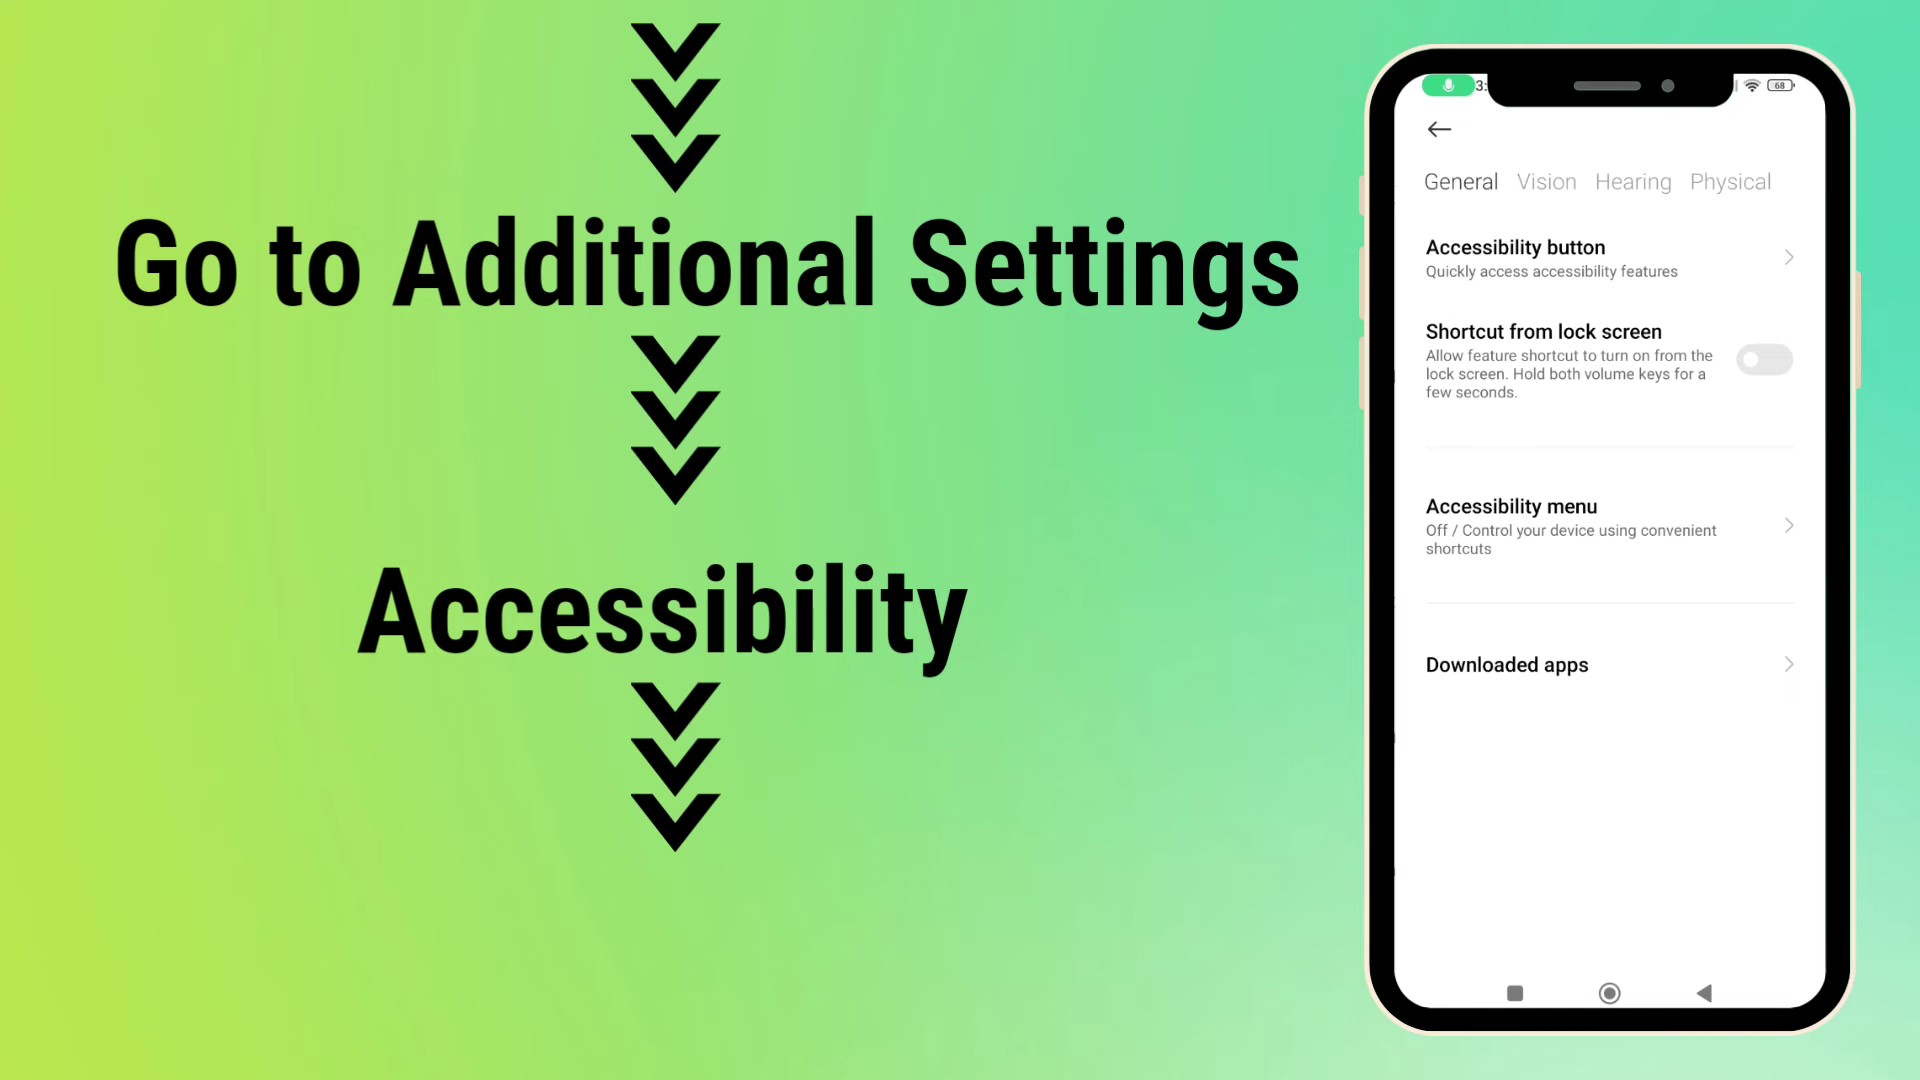 Go to Additional Settings
Accessibility
3:
68
General Vision Hearing Physical
Accessibility button
Quickly access accessibility features
Shortcut from lock screen
Allow feature shortcut to turn on from the
lock screen. Hold both volume keys for a
few seconds.
Accessibility menu
Off / Control your device using convenient
shortcuts
Downloaded apps